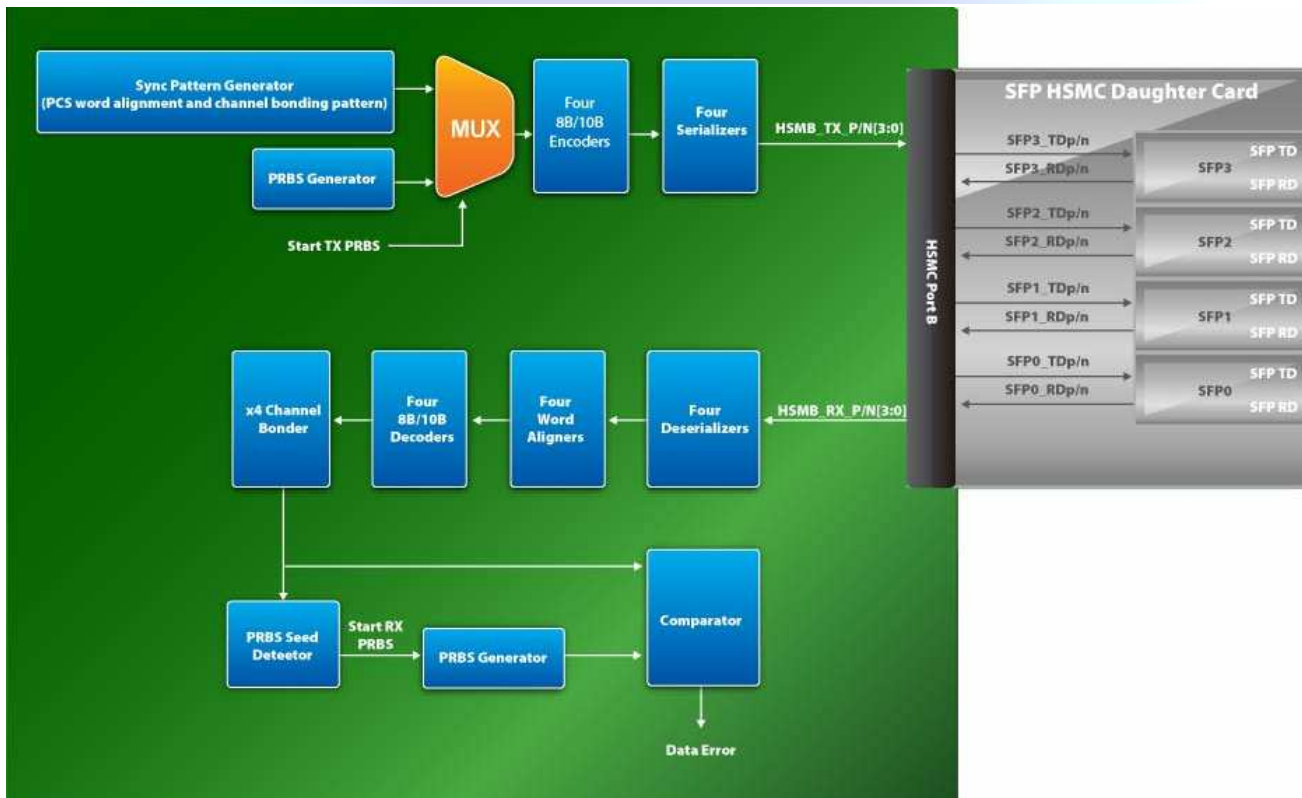 Sync Pattern Generator
(PCS word alignment and channel bonding pattern)
PRBS Generator
MUX
Start TX PRBS
Four
8B/10B
Encoders
Four
Serializers
HSMB_TX_P/N[3:0]
HSMC Port B
SFP HSMC Daughter Card
SFP3_TDp/n
SFP3_RDp/n
SFP3
SFP TD
SFP RD
SFP2_TDp/n
SFP2_RDp/n
SFP2
SFP TD
SFP RD
SFP1_TDp/n
SFP1_RDp/n
SFP1
SFP TD
SFP RD
SFP0_TDp/n
SFP0_RDp/n
SFP0
SFP TD
SFP RD
x4 Channel
Bonder
Four
8B/10B
Decoders
Four
Word
Aligners
Four
Deserializers
HSMB_RX_P/N[3:0]
PRBS Seed
Deteetor
Start RX
PRBS
PRBS Generator
Comparator
Data Error